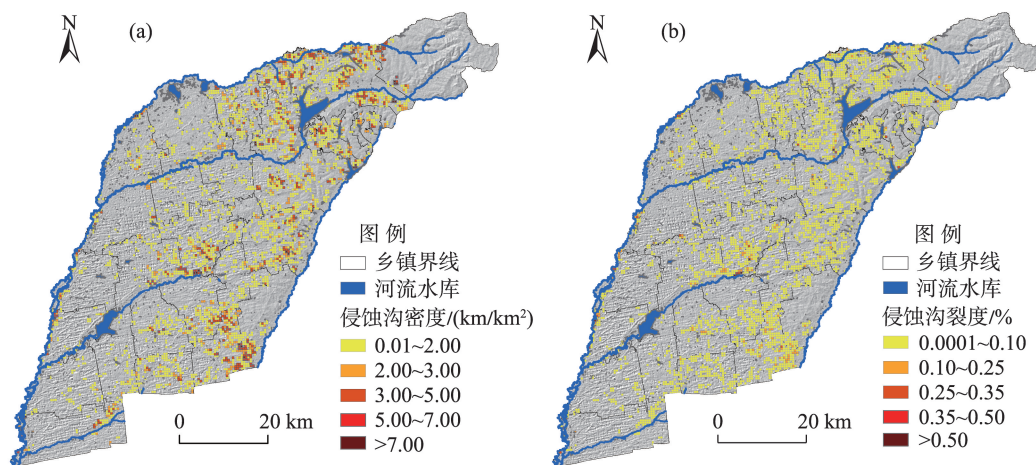 N
(a)
图 例
乡镇界线
河流水库
侵蚀沟密度/(km/km²)
0.01~2.00
2.00~3.00
3.00~5.00
5.00~7.00
>7.00
0 20 km
N
(b)
图 例
乡镇界线
河流水库
侵蚀沟裂度/%
0.0001~0.10
0.10~0.25
0.25~0.35
0.35~0.50
>0.50
0 20 km